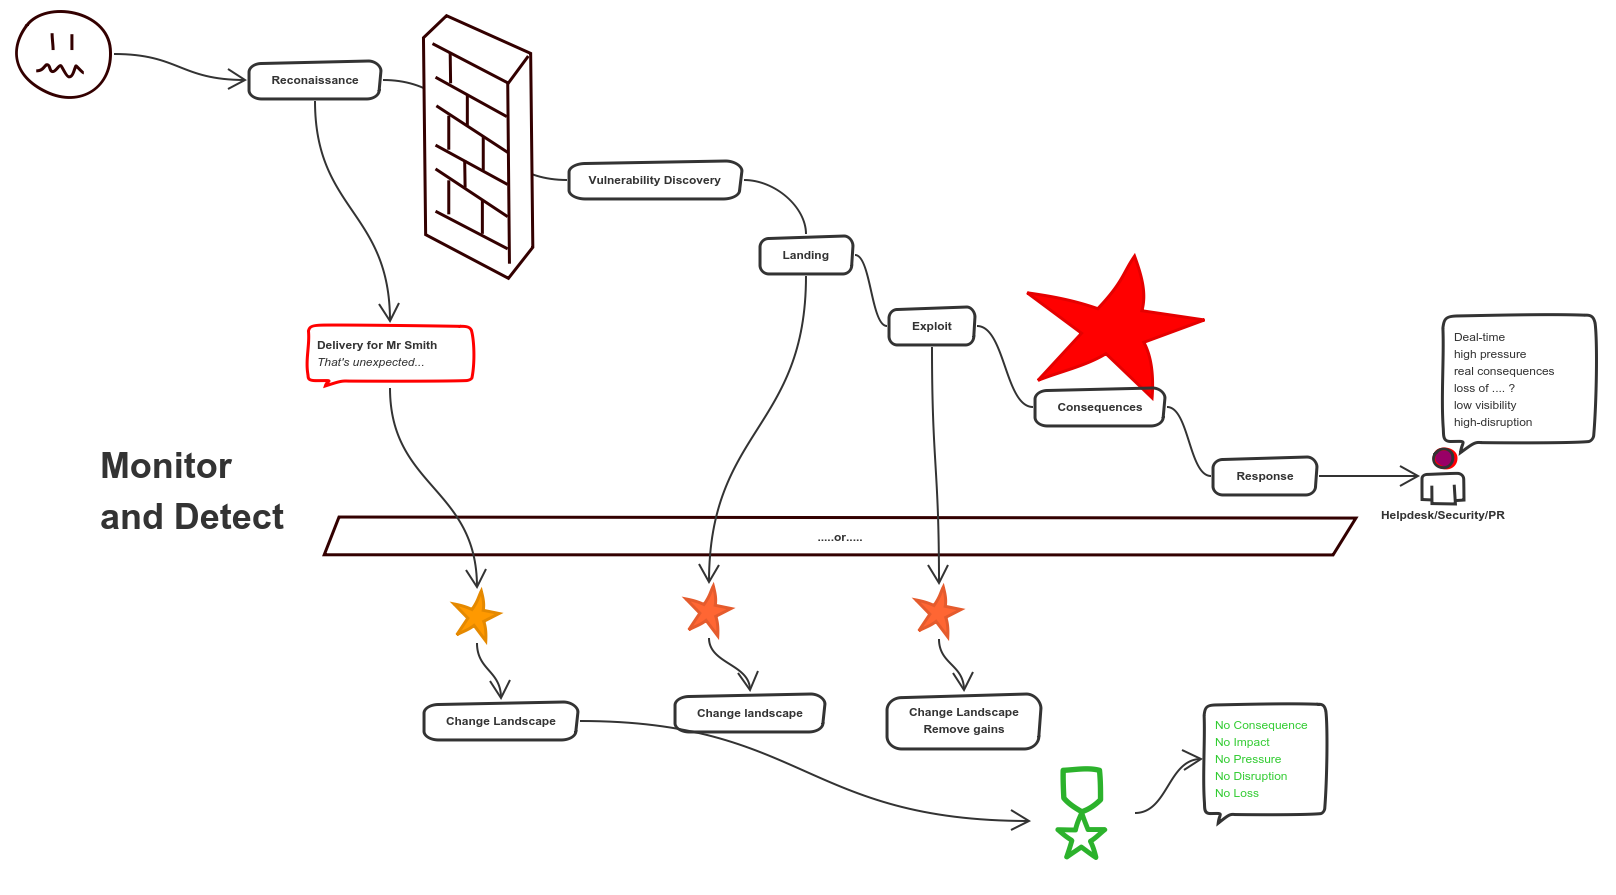 Reconaissance
Vulnerability Discovery
Landing
Exploit
Consequences
Response
Deal-time
high pressure
real consequences
loss of .... ?
low visibility
high-disruption
Helpdesk/Security/PR
Delivery for Mr Smith
That's unexpected...
Monitor
and Detect
.....or.....
Change Landscape
Change landscape
Change Landscape
Remove gains
No Consequence
No Impact
No Pressure
No Disruption
No Loss